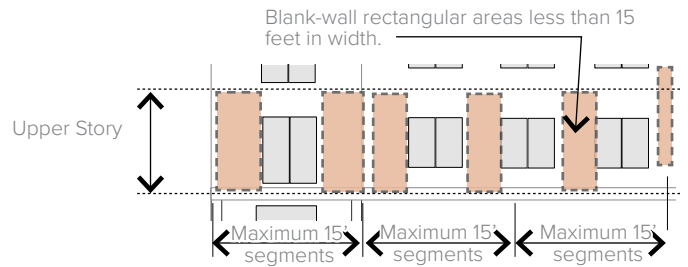 Blank-wall rectangular areas less than 15
feet in width.
Upper Story
Maximum 15'
segments
Maximum 15'
segments
Maximum 15'
segments